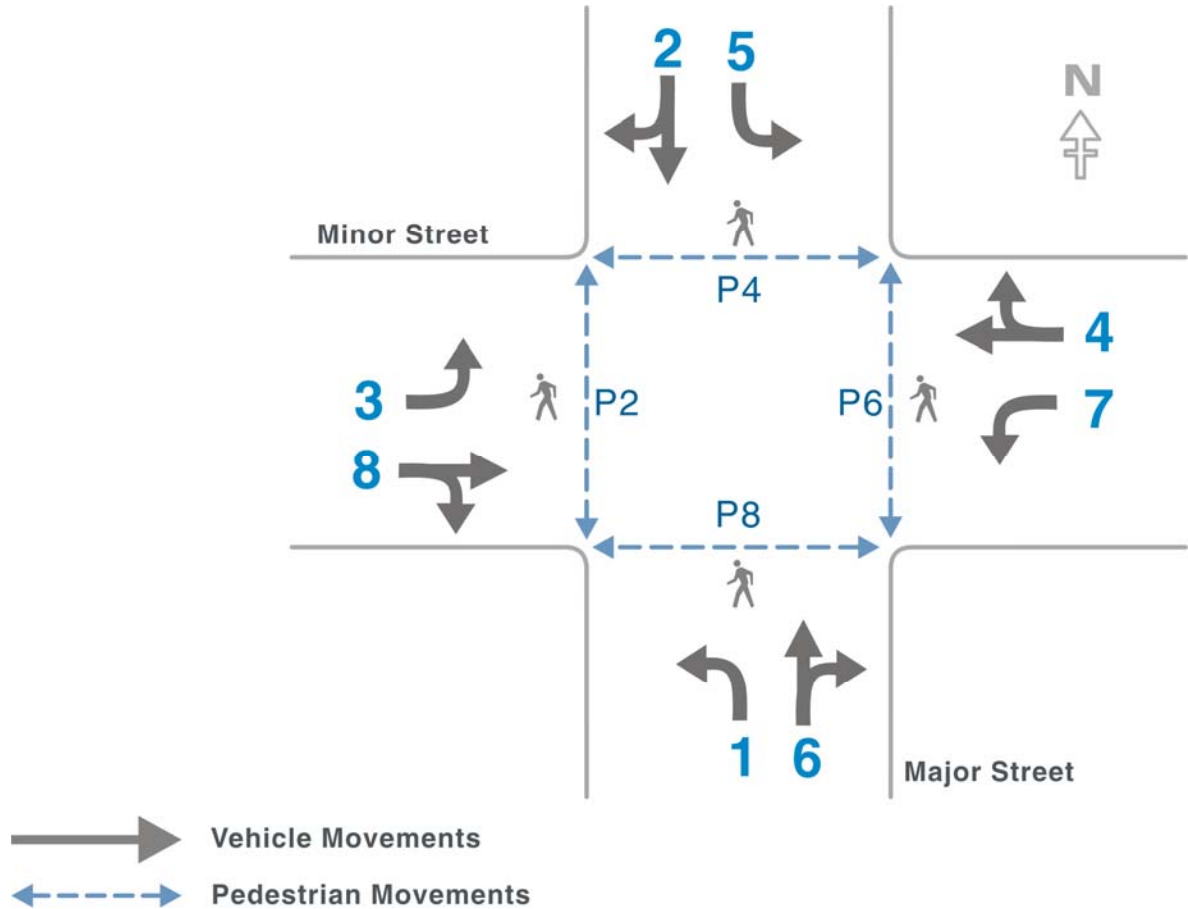 2 5
N
Minor Street
P4
4
3 P2 P6 7
8
P8
1 6
Major Street
Vehicle Movements
Pedestrian Movements